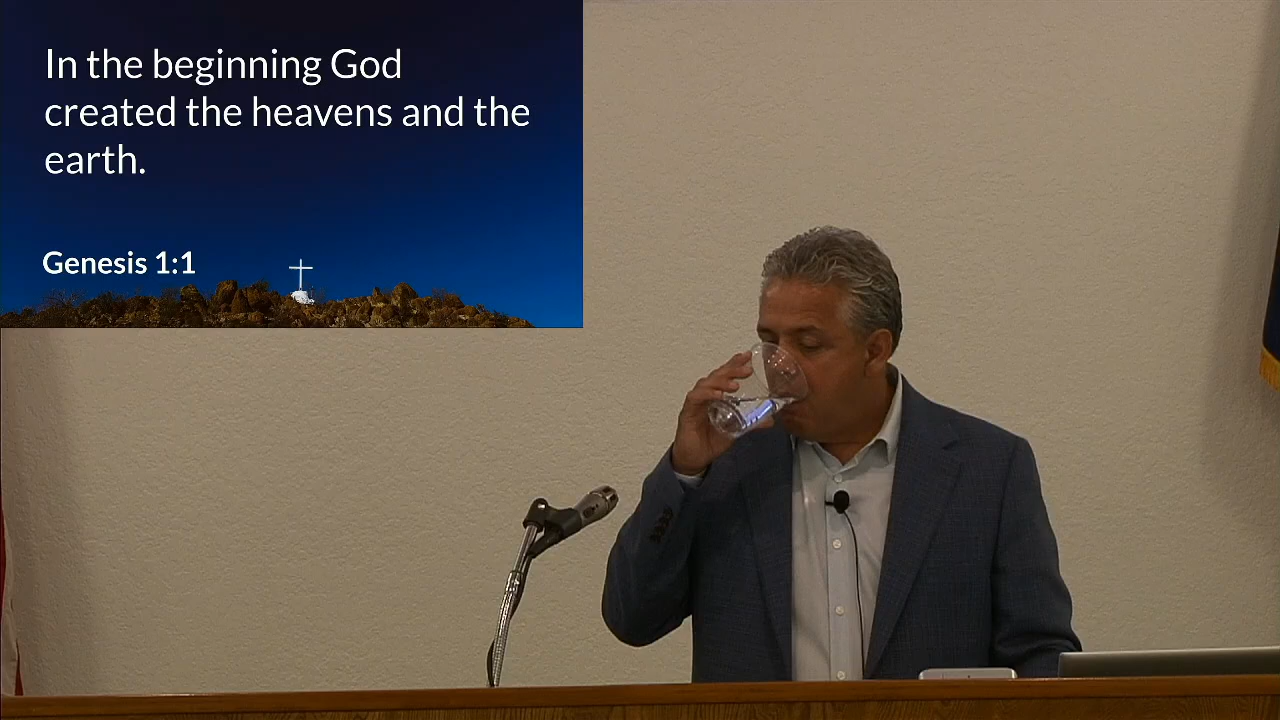 In the beginning God
created the heavens and the
earth.
Genesis 1:1